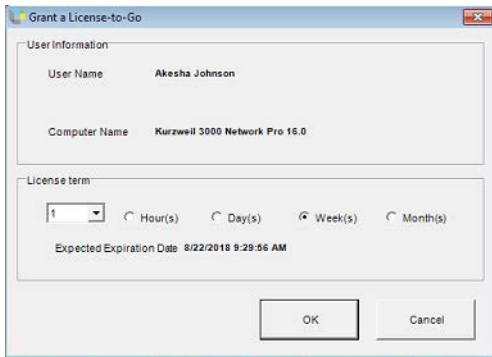 Grant a License-to-Go
User Information
User Name Akesha Johnson
Computer Name Kurzweil 3000 Network Pro 16.0
License term
1 Hour(s) Day(s) Week(s) Month(s)
Expected Expiration Date 8/22/2018 9:29:56 AM
OK Cancel